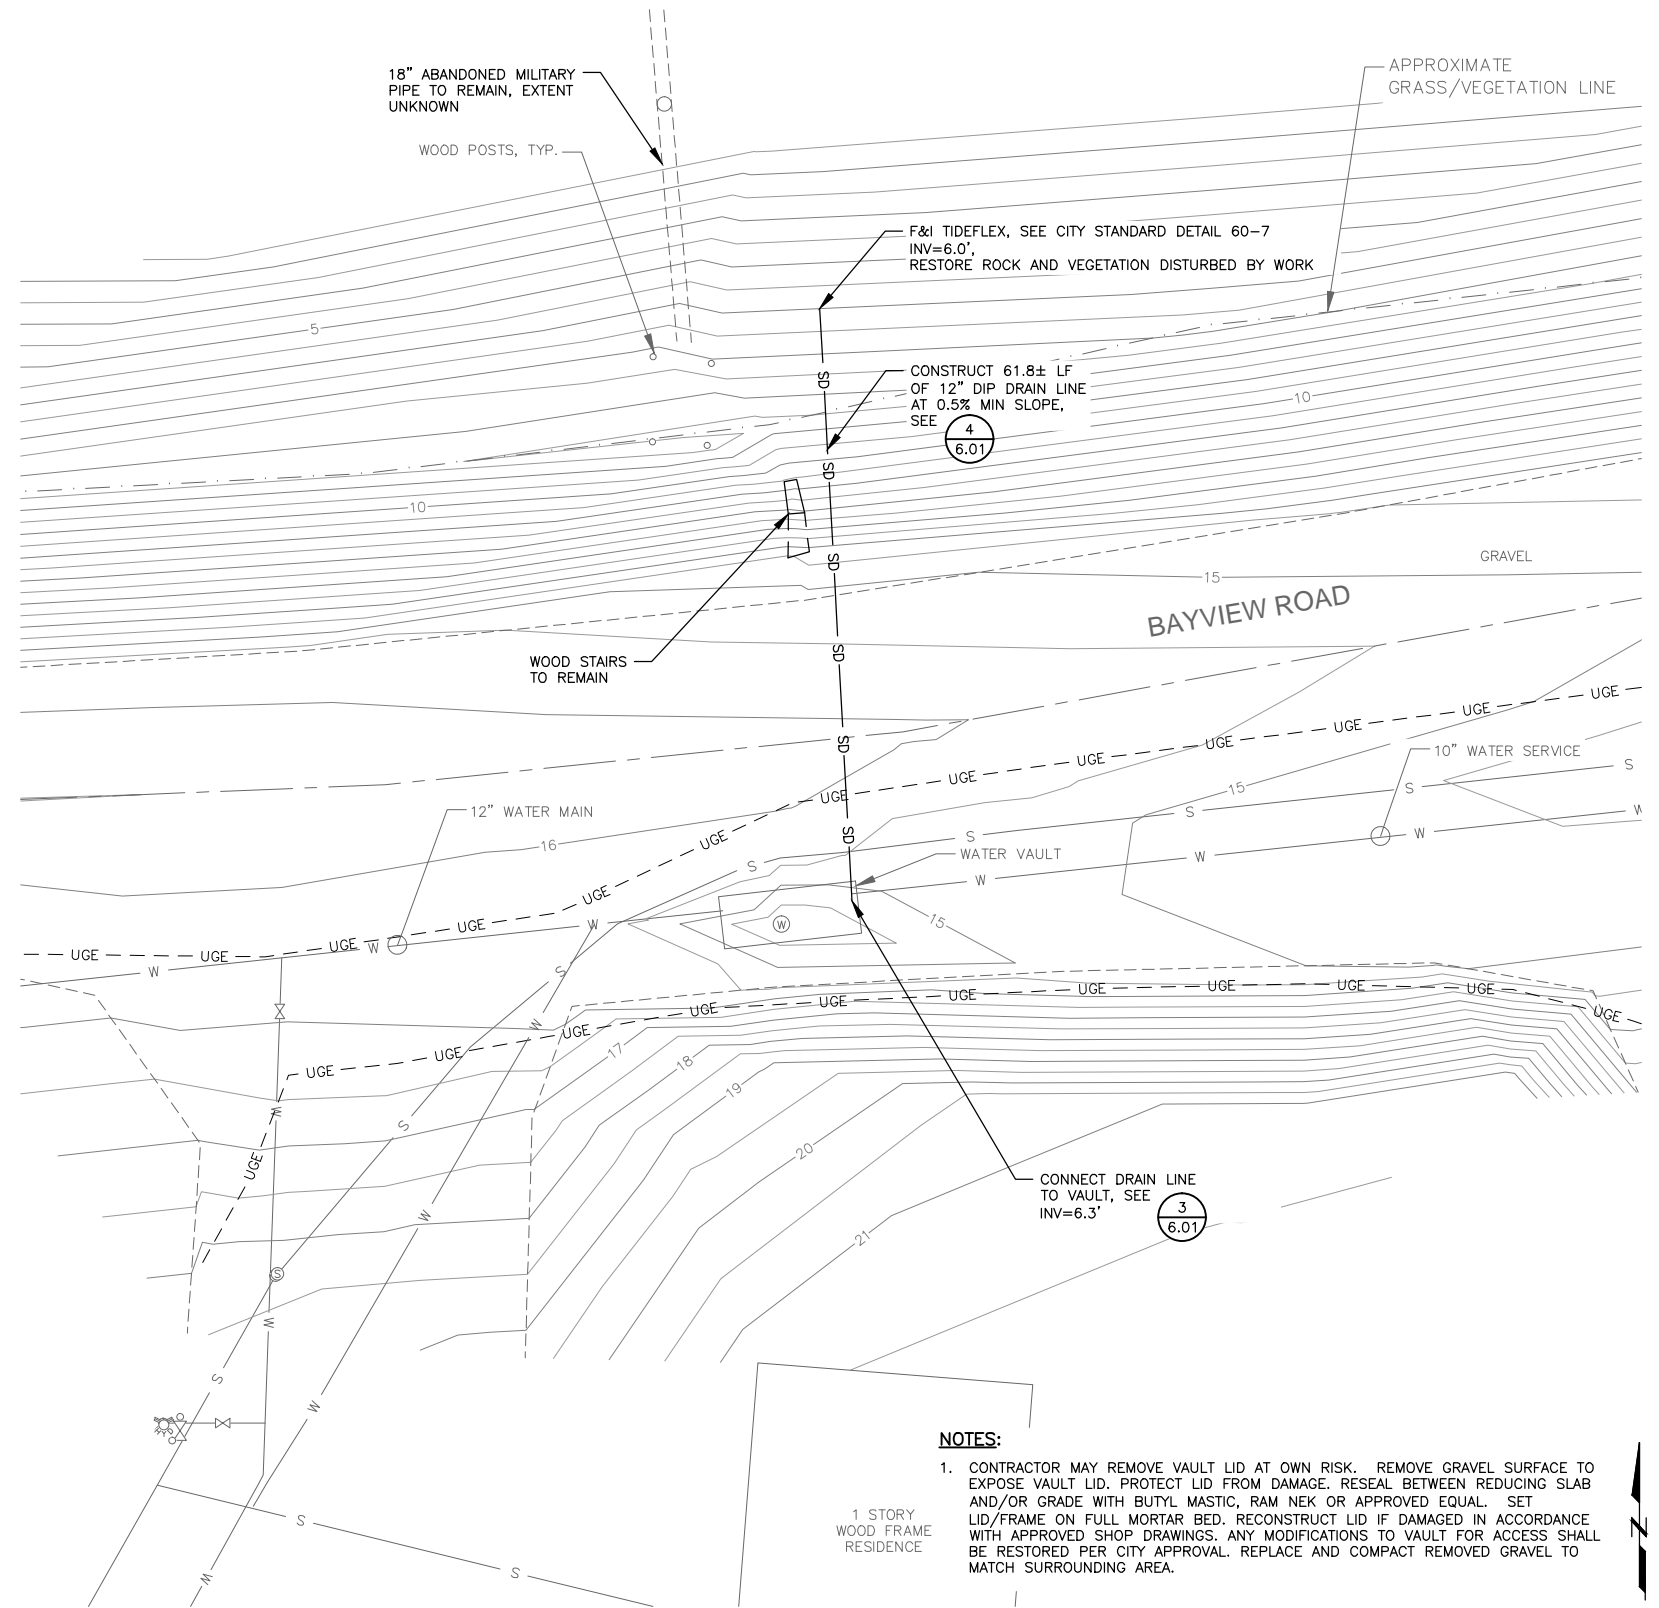 18” ABANDONED MILITARY
PIPE TO REMAIN, EXTENT
UNKNOWN
WOOD POSTS, TYP.
APPROXIMATE
GRASS/VEGETATION LINE
F&I TIDEFLEX, SEE CITY STANDARD DETAIL 60-7
INV=6.0',
RESTORE ROCK AND VEGETATION DISTURBED BY WORK
5
SD
CONSTRUCT 61.8± LF
OF 12” DIP DRAIN LINE
AT 0.5% MIN SLOPE,
SEE
4
6.01
10
SD
10
SD
GRAVEL
15
BAYVIEW ROAD
SD
WOOD STAIRS
TO REMAIN
UGE
UGE
UGE
UGE
SD
UGE
UGE
10” WATER SERVICE
S
S
15
UGE
S
W
12” WATER MAIN
SD
S
W
16
UGE
WATER VAULT
W
S
W
UGE
15
UGE
W
W
UGE
W
UGE
UGE
W
S
UGE
UGE
UGE
UGE
UGE
UGE
UGE
UGE
W
UGE
UGE
17
UGE
18
19
W
S
20
UGE
CONNECT DRAIN LINE
TO VAULT, SEE
INV=6.3'
3
6.01
W
21
S
W
S
W
NOTES:
1. CONTRACTOR MAY REMOVE VAULT LID AT OWN RISK. REMOVE GRAVEL SURFACE TO
EXPOSE VAULT LID. PROTECT LID FROM DAMAGE. RESEAL BETWEEN REDUCING SLAB
AND/OR GRADE WITH BUTYL MASTIC, RAM NEK OR APPROVED EQUAL. SET
LID/FRAME ON FULL MORTAR BED. RECONSTRUCT LID IF DAMAGED IN ACCORDANCE
WITH APPROVED SHOP DRAWINGS. ANY MODIFICATIONS TO VAULT FOR ACCESS SHALL
BE RESTORED PER CITY APPROVAL. REPLACE AND COMPACT REMOVED GRAVEL TO
MATCH SURROUNDING AREA.
1 STORY
WOOD FRAME
RESIDENCE
N
S
S
W